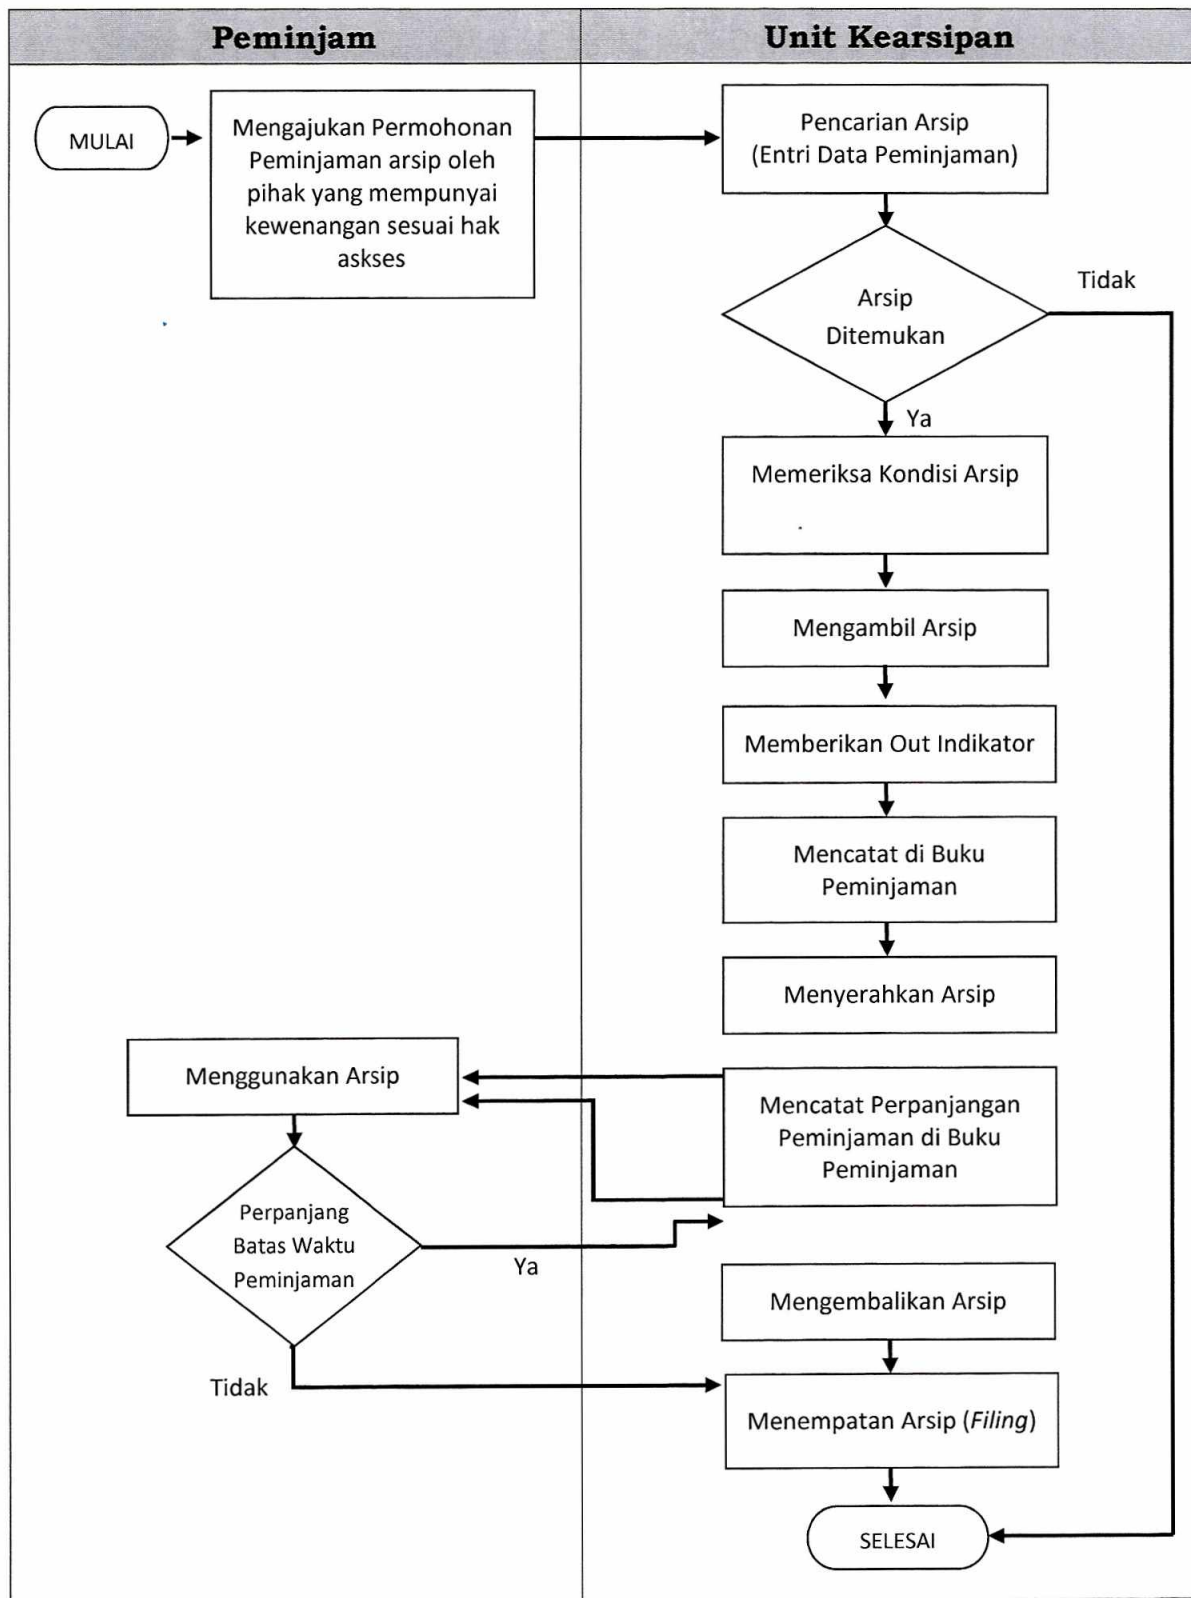 Peminjam
Unit Kearsipan
MULAI
Mengajukan Permohonan
Peminjaman arsip oleh
pihak yang mempunyai
kewenangan sesuai hak
askses
Pencarian Arsip
(Entri Data Peminjaman)
Arsip
Ditemukan
Tidak
Ya
Memeriksa Kondisi Arsip
Mengambil Arsip
Memberikan Out Indikator
Mencatat di Buku
Peminjaman
Menyerahkan Arsip
Menggunakan Arsip
Mencatat Perpanjangan
Peminjaman di Buku
Peminjaman
Perpanjang
Batas Waktu
Peminjaman
Ya
Tidak
Mengembalikan Arsip
Menempatan Arsip (Filing)
SELESAI